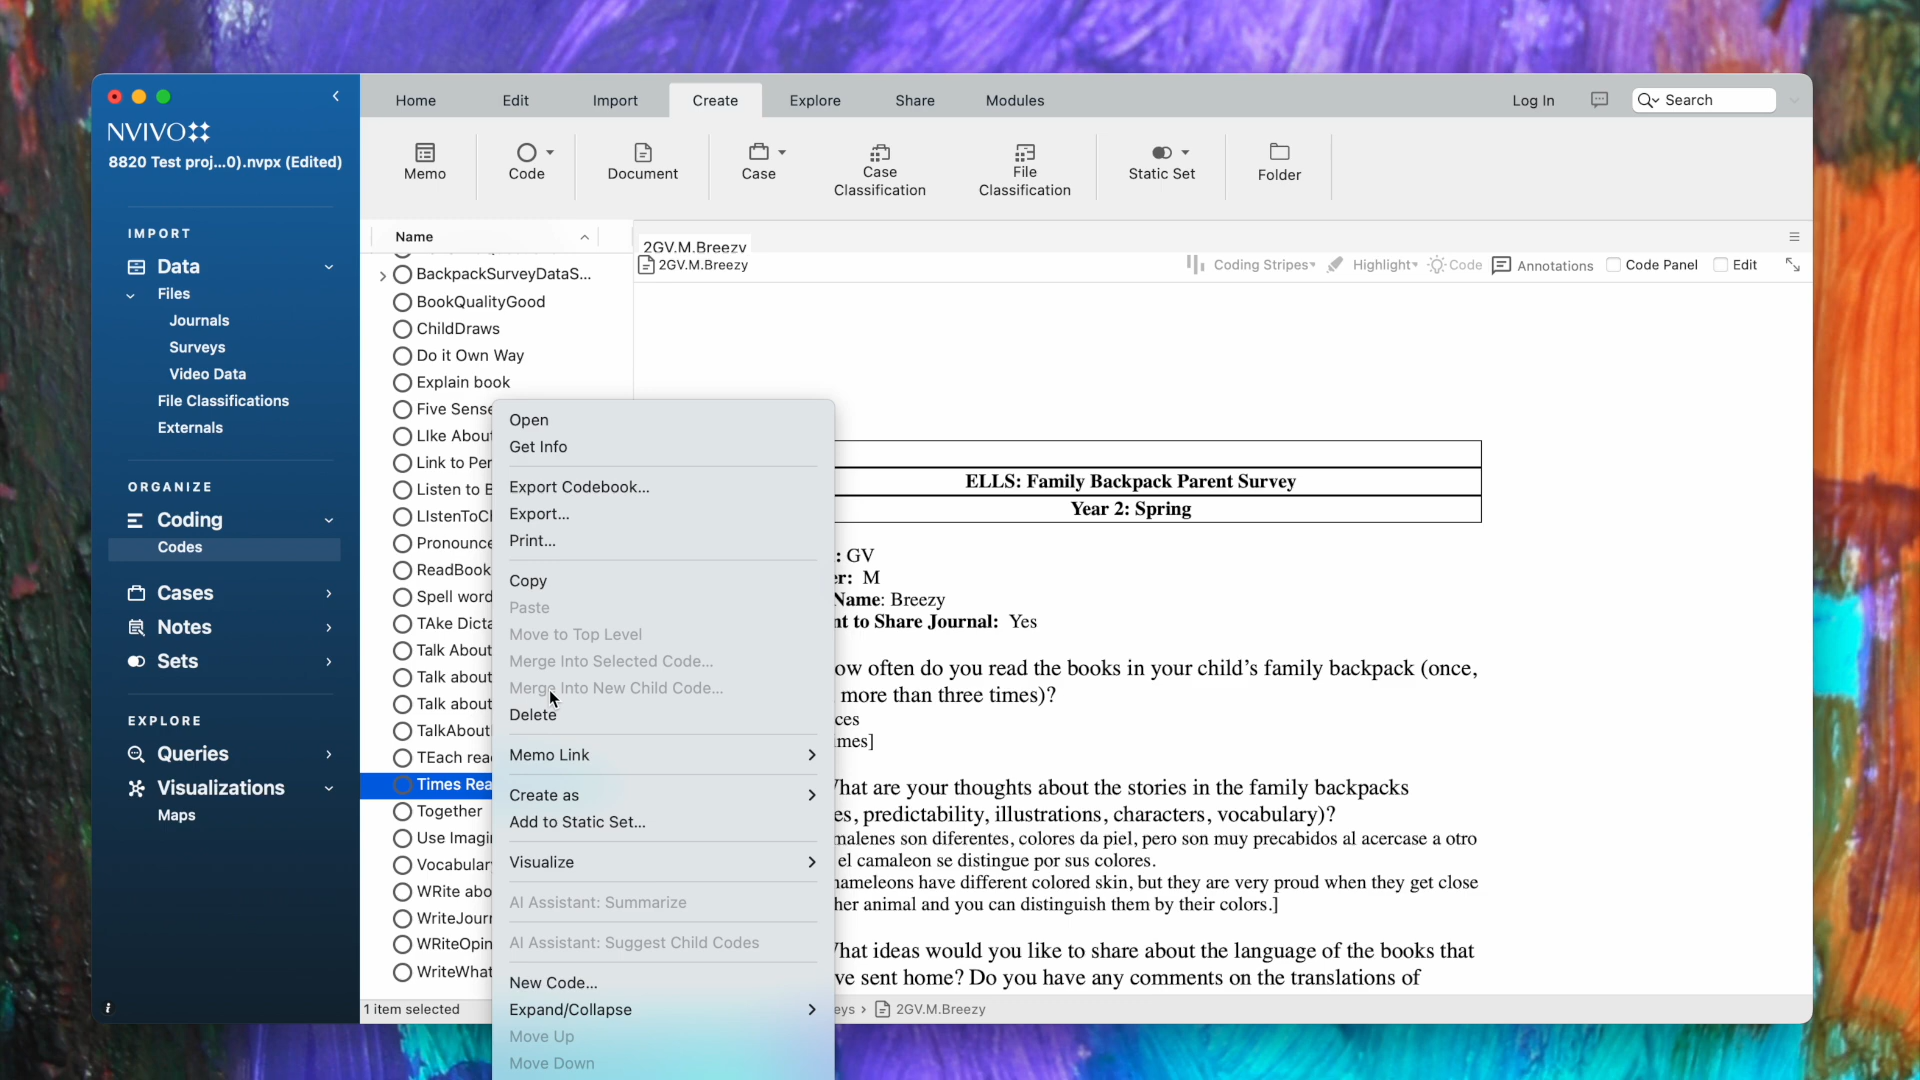 NVIVO
8820 Test proj...0).nvpx (Edited)
IMPORT
Data
Files
Journals
Surveys
Video Data
File Classifications
Externals
ORGANIZE
Coding
Codes
Cases
Notes
Sets
EXPLORE
Queries
Visualizations
Maps
Home
Edit
Import
Create
Explore
Share
Modules
Log In
Search
Memo
Code
Document
Case
Case
Classification
File
Classification
Static Set
Folder
Name
BackpackSurveyDataS...
BookQualityGood
ChildDraws
Do it Own Way
Explain book
Five Sense
LIke About
Link to Per
Listen to B
LIstenToCh
Pronounce
ReadBook
Spell word
TAke Dicta
Talk About
Talk about
Talk about
TalkAbout
TEach rea
Times Rea
Together
Use Imagin
Vocabular
WRite abo
WriteJourn
WRiteOpin
WriteWhat
1 item selected
Open
Get Info
Export Codebook...
Export...
Print...
Copy
Paste
Move to Top Level
Merge Into Selected Code...
Merge Into New Child Code...
Delete
Memo Link
Create as
Add to Static Set...
Visualize
AI Assistant: Summarize
AI Assistant: Suggest Child Codes
New Code...
Expand/Collapse
Move Up
Move Down
2GV.M.Breezy
2GV.M.Breezy
Coding Stripes
Highlight
Code
Annotations
Code Panel
Edit
ELLS: Family Backpack Parent Survey
Year 2: Spring
: GV
er: M
Name: Breezy
nt to Share Journal: Yes
ow often do you read the books in your child's family backpack (once,
more than three times)?
ces
mes]
hat are your thoughts about the stories in the family backpacks
es, predictability, illustrations, characters, vocabulary)?
malenes son diferentes, colores da piel, pero son muy precabidos al acercase a otro
el camaleon se distingue por sus colores.
hameleons have different colored skin, but they are very proud when they get close
her animal and you can distinguish them by their colors.]
hat ideas would you like to share about the language of the books that
ve sent home? Do you have any comments on the translations of
eys > 2GV.M.Breezy